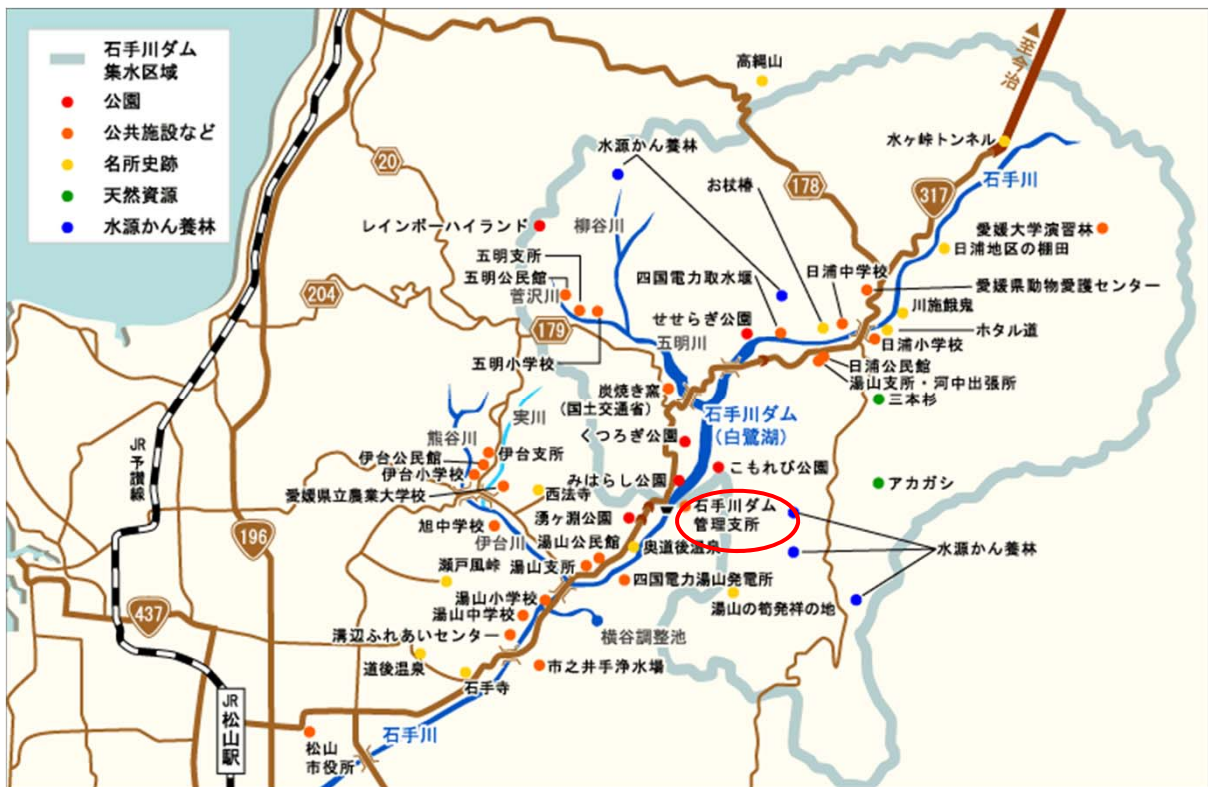 石手川ダム
集水区域
公園
公共施設など
名所史跡
天然資源
水源かん養林
高縄山
至今治
水ヶ峠トンネル
石手川
20
水源かん養林
お杖椿
178
317
レインボーハイランド
柳谷川
愛媛大学演習林
日浦地区の棚田
五明支所
五明公民館
菅沢川
四国電力取水堰
日浦中学校
愛媛県動物愛護センター
204
川施餓鬼
せせらぎ公園
ホタル道
179
五明川
日浦小学校
五明小学校
日浦公民館
湯山支所・河中出張所
炭焼き窯
(国土交通省)
三本杉
石手川ダム
(白鷺湖)
実川
熊谷川
くつろぎ公園
伊台支所
伊台公民館
伊台小学校
こもれび公園
みはらし公園
アカガシ
愛媛県立農業大学校
西法寺
JR予讃線
石手川ダム
管理支所
湧ヶ淵公園
旭中学校
伊台川
湯山公民館
奥道後温泉
水源かん養林
196
瀬戸風峠
湯山支所
四国電力湯山発電所
湯山小学校
湯山の筍発祥の地
437
湯山中学校
溝辺ふれあいセンター
横谷調整池
道後温泉
市之井手浄水場
石手寺
JR松山駅
石手川
松山
市役所